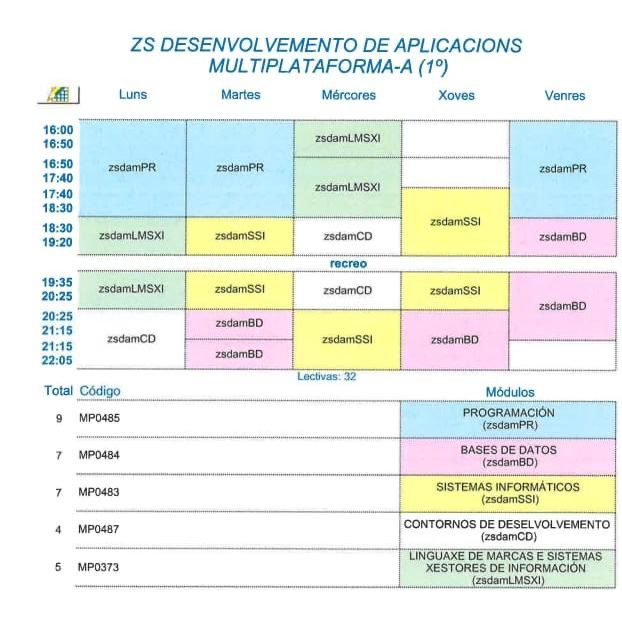 ZS DESENVOLVEMENTO DE APLICACIONS
MULTIPLATAFORMA-A (1º)
Luns Martes Mércores Xoves Venres
16:00
16:50
16:50
17:40
17:40
18:30
18:30
19:20
zsdamPR zsdamPR zsdamLMSXI zsdamPR
zsdamLMSXI
zsdamSSI
zsdamLMSXI zsdamSSI zsdamCD zsdamBD
recreo
19:35
20:25
20:25
21:15
21:15
22:05
zsdamLMSXI zsdamSSI zsdamCD zsdamSSI zsdamBD
zsdamCD zsdamBD zsdamSSI zsdamBD
zsdamBD
Lectivas: 32
Total Código Módulos
9 MP0485 PROGRAMACIÓN
(zsdamPR)
7 MP0484 BASES DE DATOS
(zsdamBD)
7 MP0483 SISTEMAS INFORMÁTICOS
(zsdamSSI)
4 MP0487 CONTORNOS DE DESELVOLVEMENTO
(zsdamCD)
5 MP0373 LINGUAXE DE MARCAS E SISTEMAS
XESTORES DE INFORMACIÓN
(zsdamLMSXI)